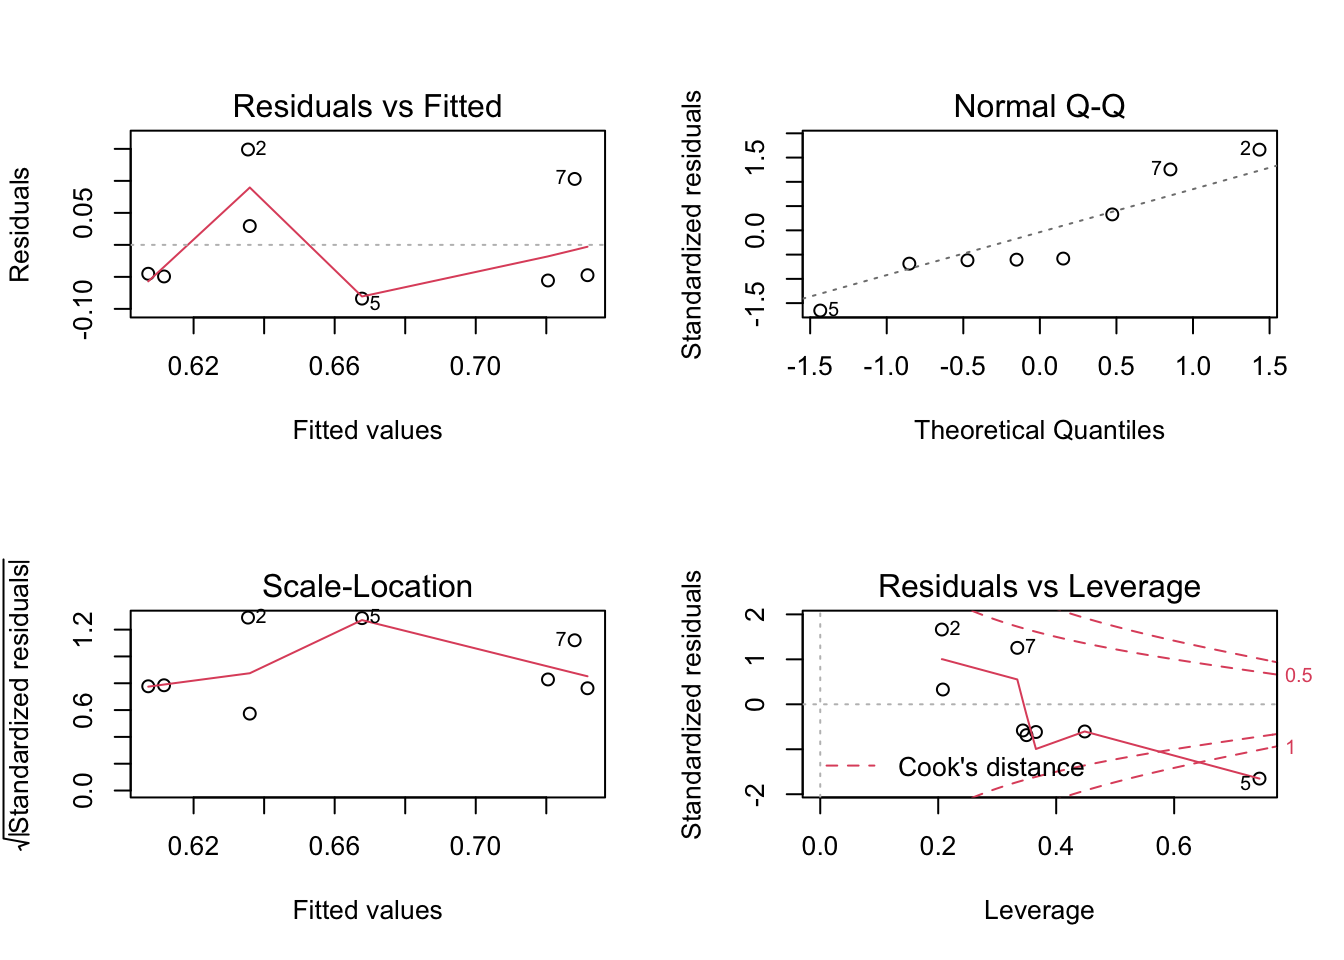 Residuals vs Fitted
Residuals
0.05
-0.10
2
7
5
0.62 0.66 0.70
Fitted values
Normal Q-Q
Standardized residuals
1.5
0.0
-1.5
2
7
5
-1.5 -1.0 -0.5 0.0 0.5 1.0 1.5
Theoretical Quantiles
Scale-Location
√|Standardized residuals|
1.2
0.6
0.0
2
5
7
0.62 0.66 0.70
Fitted values
Residuals vs Leverage
Standardized residuals
2
1
0
-2
2
7
5
0.5
1
Cook's distance
0.0 0.2 0.4 0.6
Leverage